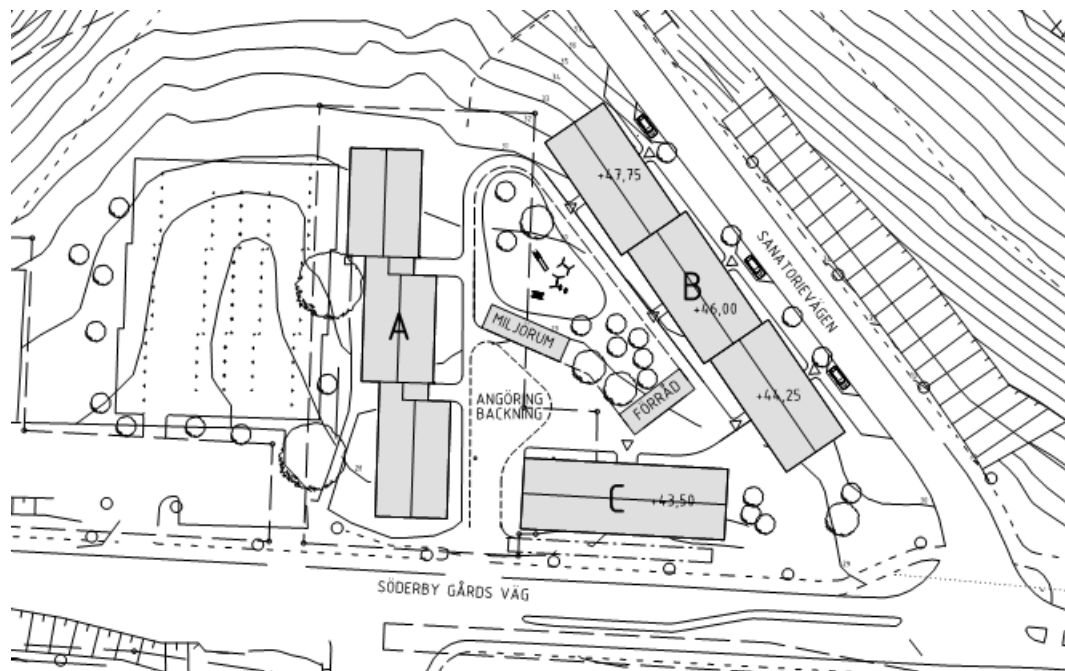 +47,75
SANATORIEVÄGEN
B
+46,00
A
MILJÖRUM
ANGÖRING
BACKNING
FÖRRÅD
+44,25
C
+43,50
SÖDERBY GÅRDS VÄG